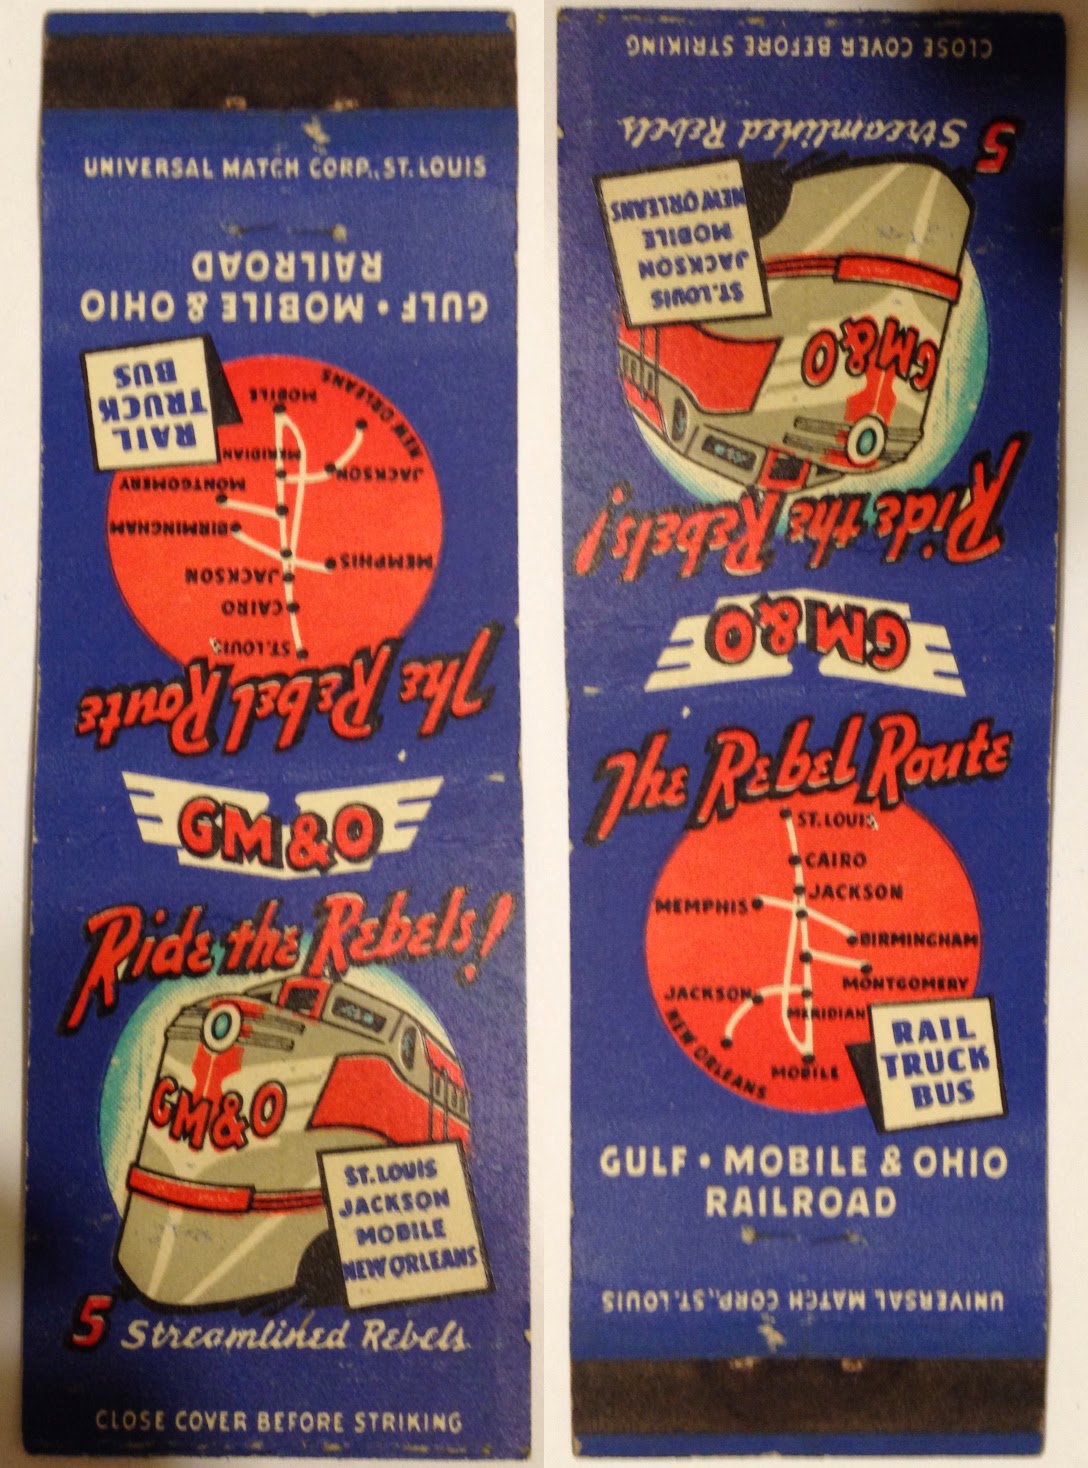 UNIVERSAL MATCH CORP., ST. LOUIS
GULF • MOBILE & OHIO
RAILROAD
RAIL
TRUCK
BUS
The Rebel Route
ST. LOUIS
CAIRO
JACKSON
MEMPHIS
BIRMINGHAM
MONTGOMERY
JACKSON
MERIDIAN
NEW ORLEANS
MOBILE
GM&O
Ride the Rebels!
GM&O
ST. LOUIS
JACKSON
MOBILE
NEW ORLEANS
5 Streamlined Rebels
CLOSE COVER BEFORE STRIKING
CLOSE COVER BEFORE STRIKING
5 Streamlined Rebels
ST. LOUIS
JACKSON
MOBILE
NEW ORLEANS
GM&O
Ride the Rebels!
GM&O
The Rebel Route
ST. LOUIS
CAIRO
JACKSON
MEMPHIS
BIRMINGHAM
MONTGOMERY
JACKSON
MERIDIAN
NEW ORLEANS
MOBILE
RAIL
TRUCK
BUS
GULF • MOBILE & OHIO
RAILROAD
UNIVERSAL MATCH CORP., ST. LOUIS